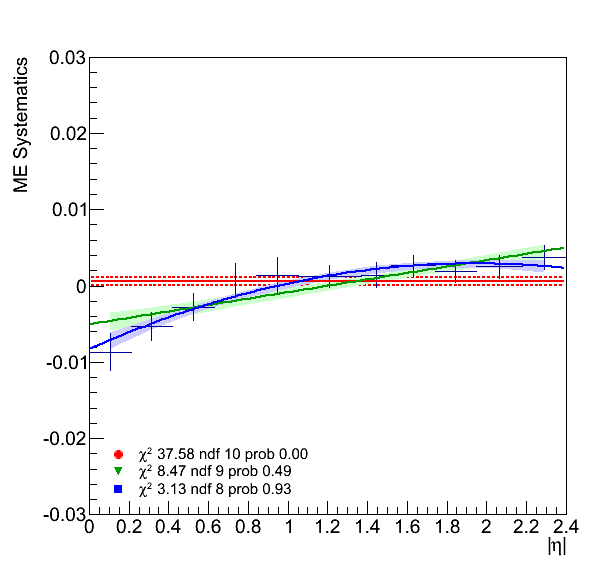 ME Systematics
0.03
0.02
0.01
0
-0.01
-0.02
-0.03
χ² 37.58 ndf 10 prob 0.00
χ² 8.47 ndf 9 prob 0.49
χ² 3.13 ndf 8 prob 0.93
0 0.2 0.4 0.6 0.8 1 1.2 1.4 1.6 1.8 2 2.2 2.4
|η|